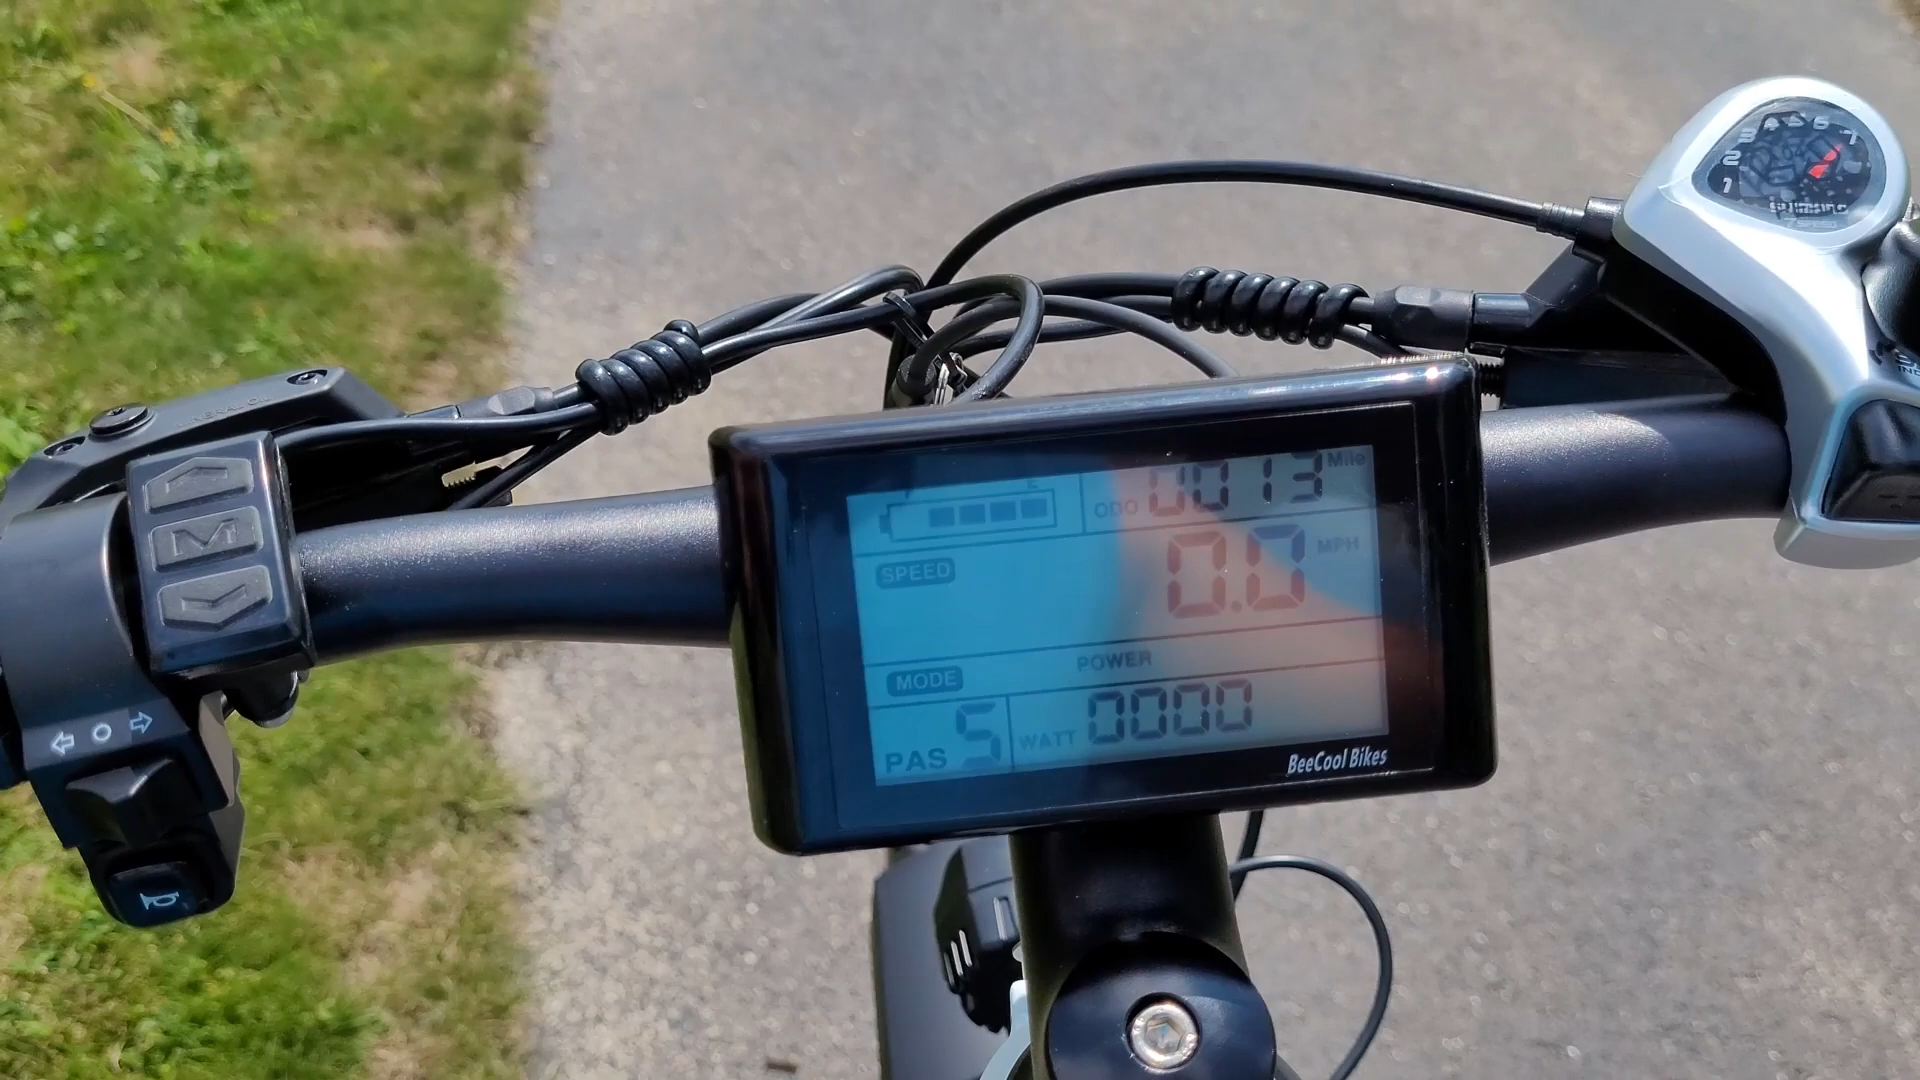 3 4 5 6 7
2
1
SHIMANO
M
Mile
ODO 0013
0.0 MPH
SPEED
POWER
MODE
PAS 5
WATT 0000
BeeCool Bikes